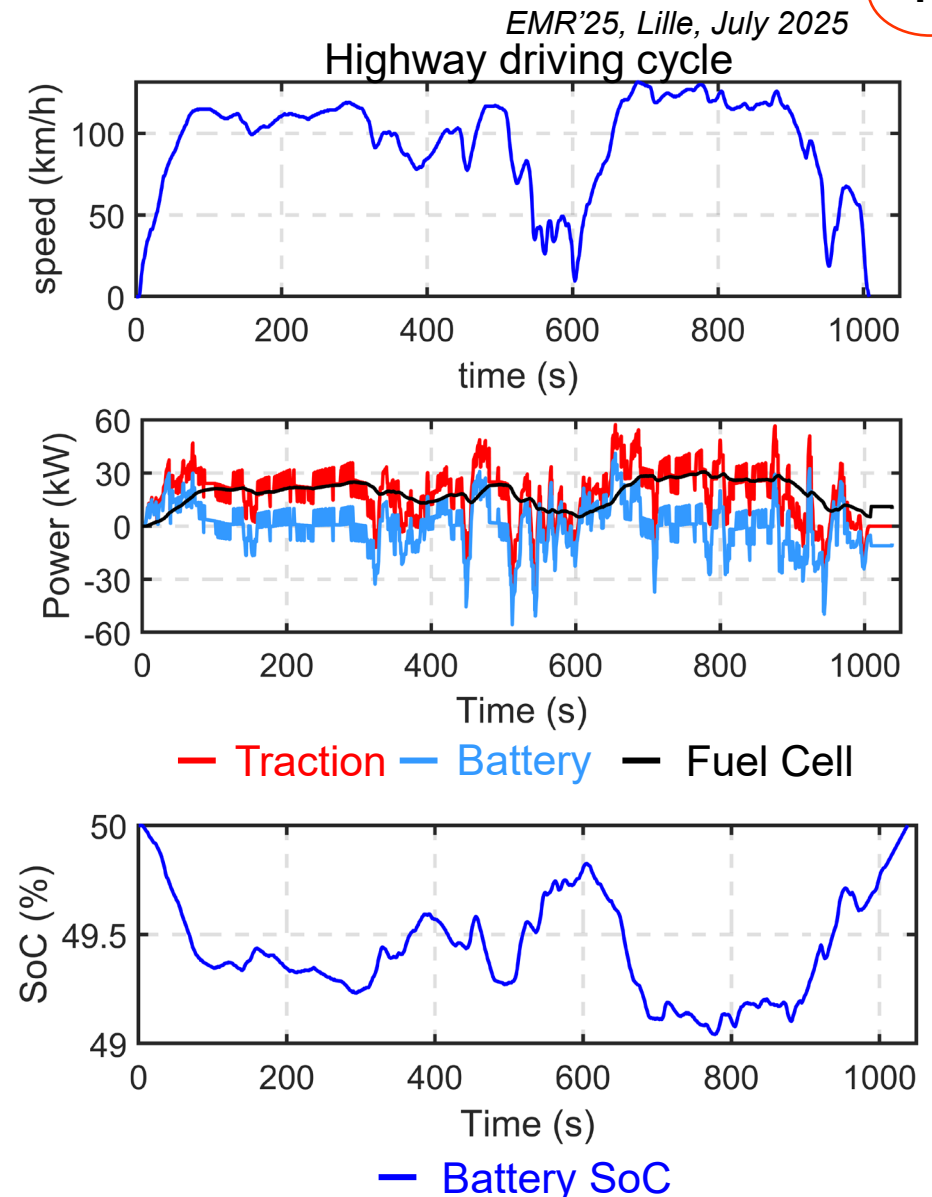 EMR’25, Lille, July 2025
Highway driving cycle
speed (km/h)
100
50
0
0 200 400 600 800 1000
time (s)
Power (kW)
60
30
0
-30
-60
0 200 400 600 800 1000
Time (s)
Traction Battery Fuel Cell
SoC (%)
50
49.5
49
0 200 400 600 800 1000
Time (s)
Battery SoC